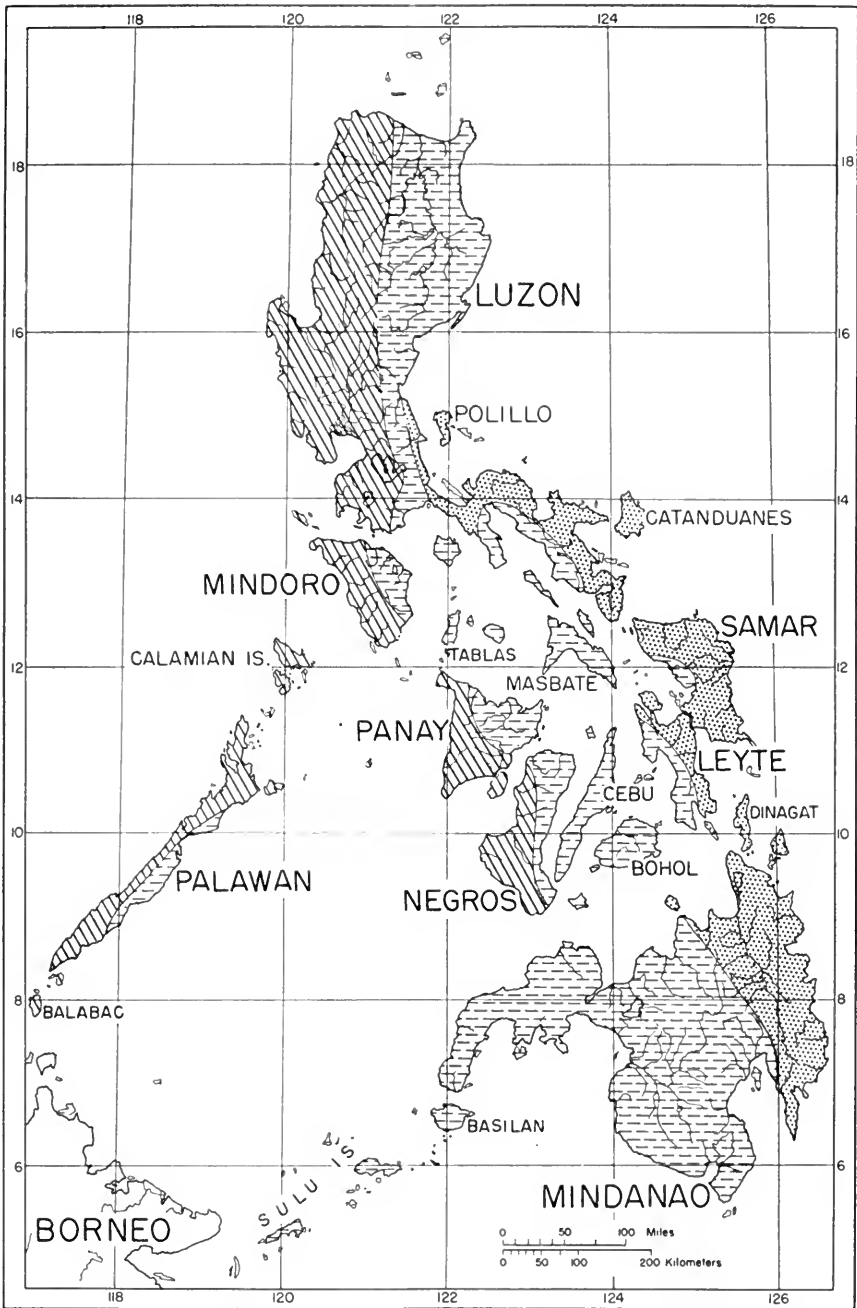 118 120 122 124 126
18 18
LUZON
16 16
POLILLO
14 14
CATANDUANES
MINDORO
SAMAR
CALAMIAN IS.
12 TABLAS 12
MASBATE
PANAY
LEYTE
CEBU
DINAGAT
10 10
PALAWAN
BOHOL
NEGROS
8 8
BALABAC
BASILAN
6 6
SULU IS.
MINDANAO
BORNEO
0 50 100 Miles
0 50 100 200 Kilometers
118 120 122 124 126